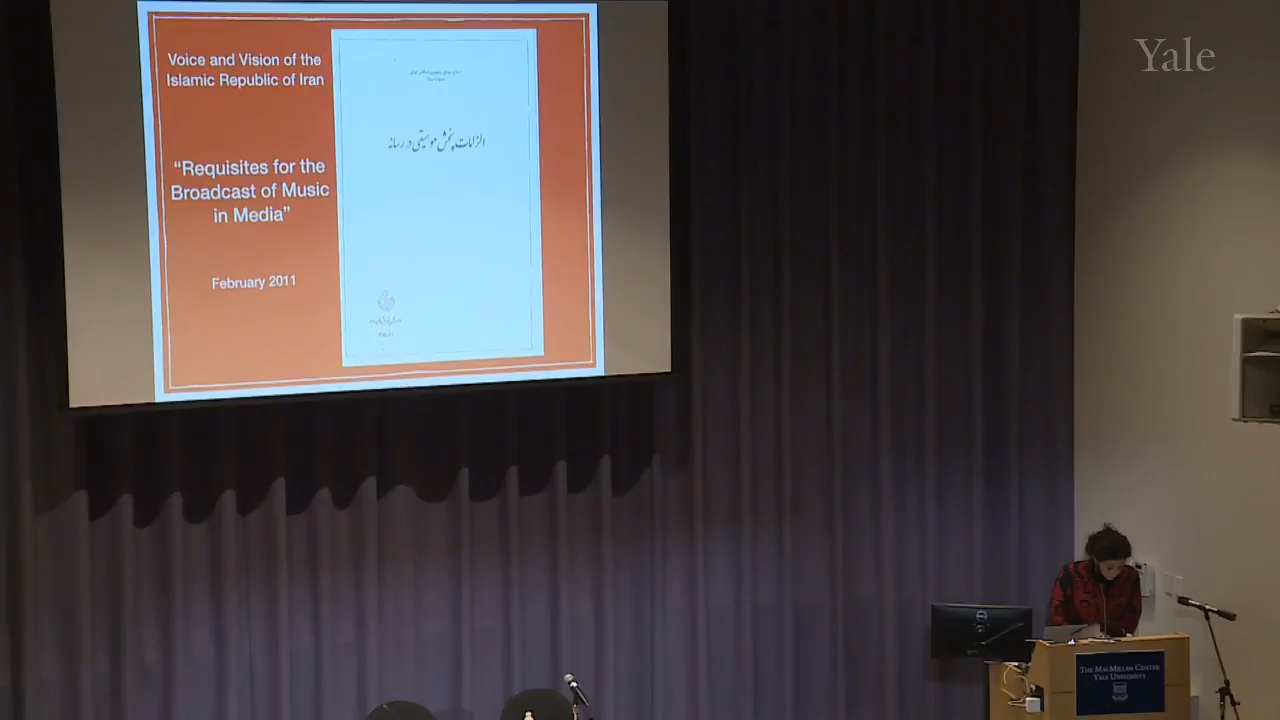 Voice and Vision of the
Islamic Republic of Iran
“Requisites for the
Broadcast of Music
in Media”
February 2011
الزامات پخش موسیقی در رسانه
Yale
THE MACMILLAN CENTER
YALE UNIVERSITY